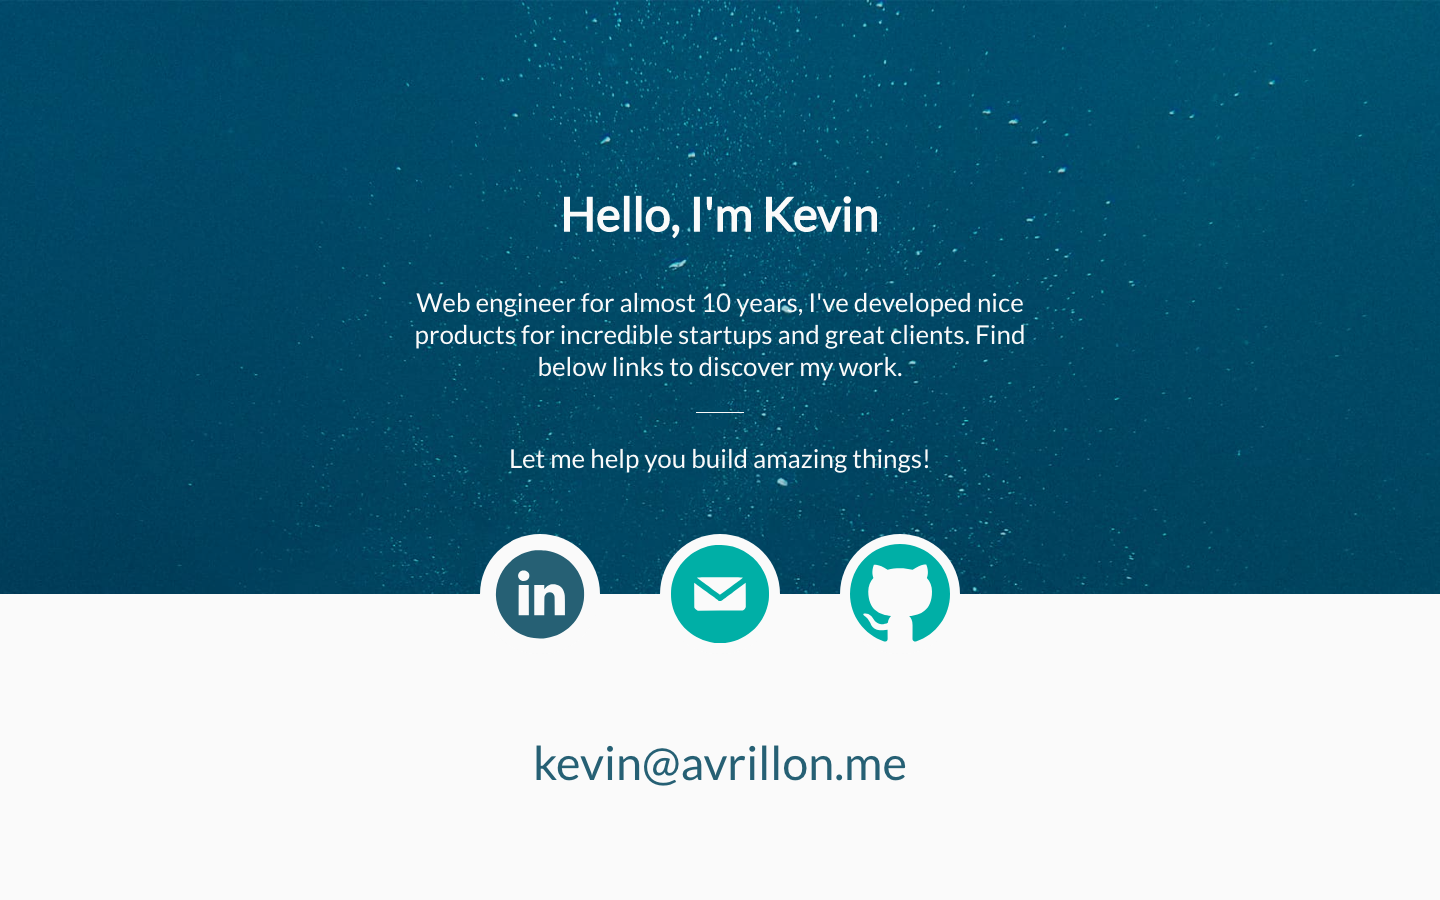 Hello, I'm Kevin
Web engineer for almost 10 years, I've developed nice
products for incredible startups and great clients. Find
below links to discover my work.
Let me help you build amazing things!
in
kevin@avrillon.me